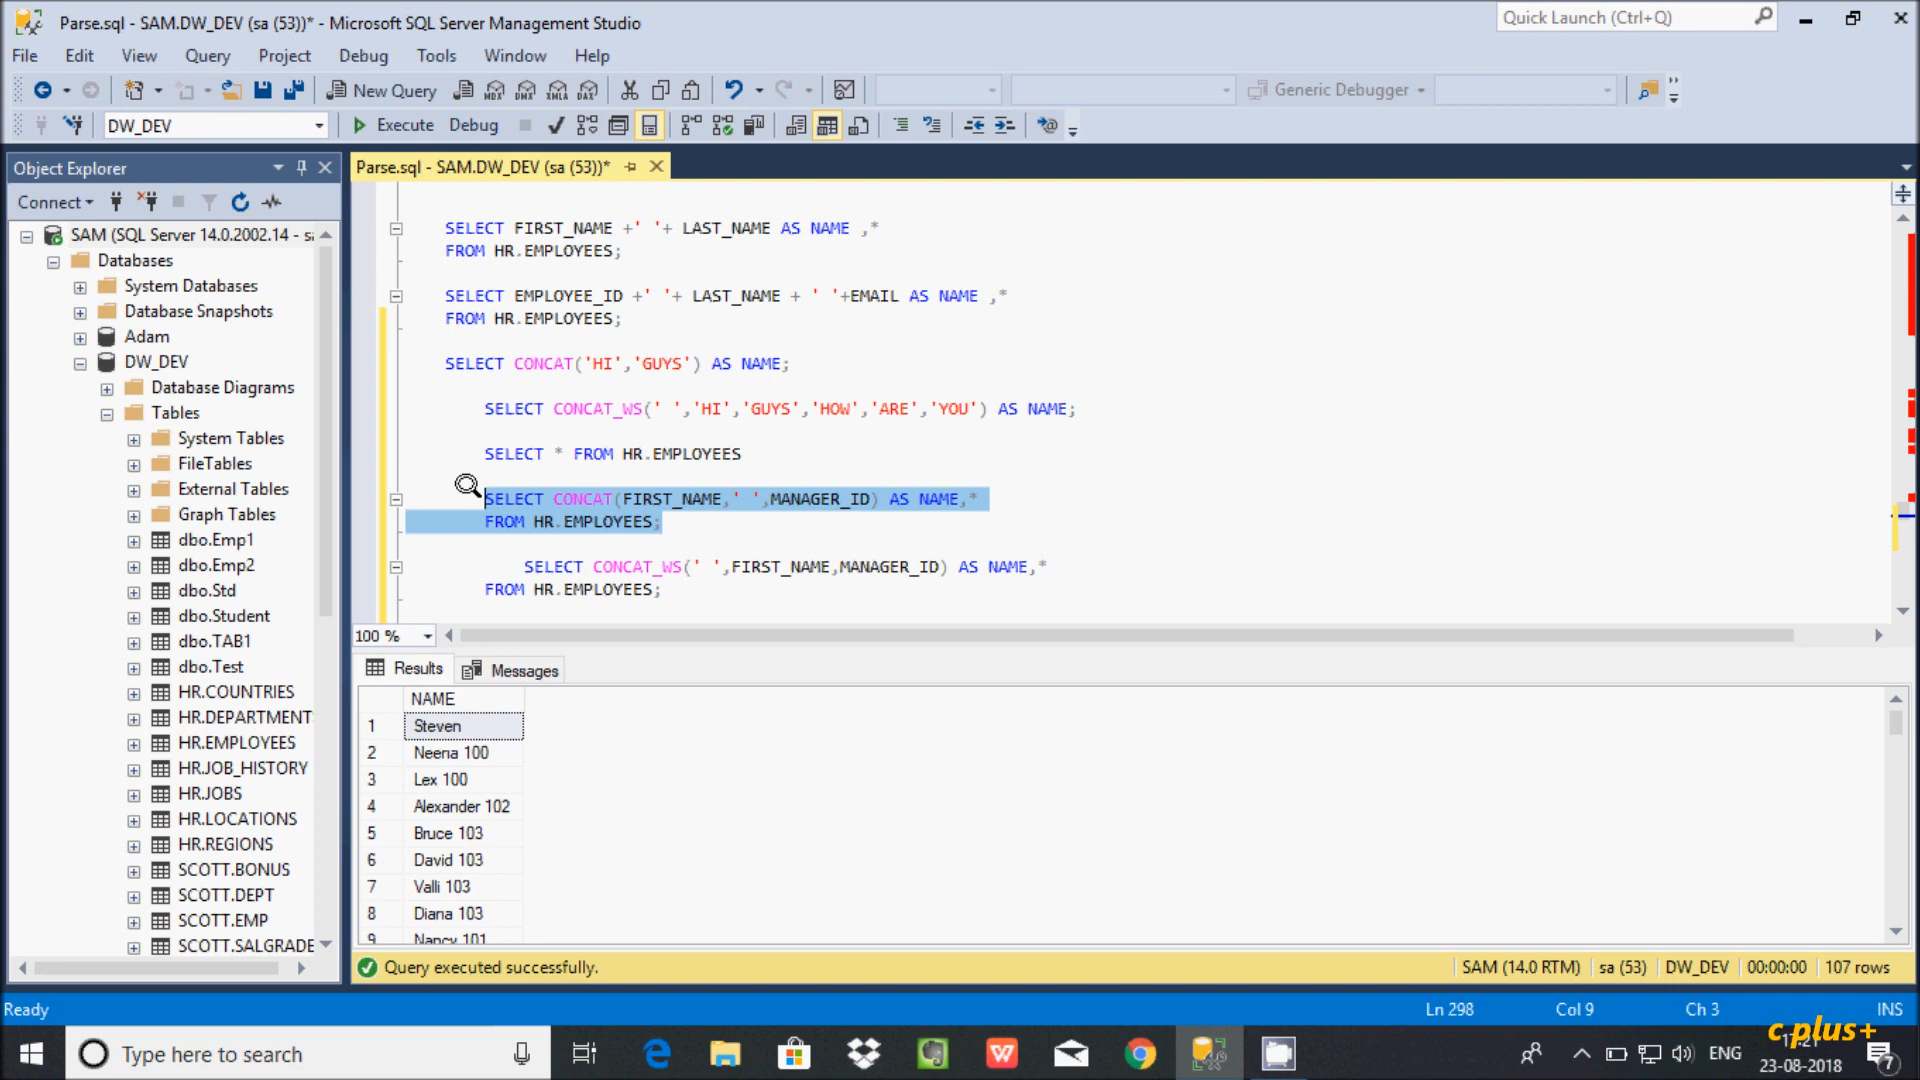 Parse.sql - SAM.DW_DEV (sa (53))* - Microsoft SQL Server Management Studio
Quick Launch (Ctrl+Q)
File Edit View Query Project Debug Tools Window Help
New Query
MDX DMX XMLA DAX
Generic Debugger
DW_DEV
Execute Debug
Object Explorer
Connect
SAM (SQL Server 14.0.2002.14 - s
Databases
System Databases
Database Snapshots
Adam
DW_DEV
Database Diagrams
Tables
System Tables
FileTables
External Tables
Graph Tables
dbo.Emp1
dbo.Emp2
dbo.Std
dbo.Student
dbo.TAB1
dbo.Test
HR.COUNTRIES
HR.DEPARTMENT
HR.EMPLOYEES
HR.JOB_HISTORY
HR.JOBS
HR.LOCATIONS
HR.REGIONS
SCOTT.BONUS
SCOTT.DEPT
SCOTT.EMP
SCOTT.SALGRADE
Parse.sql - SAM.DW_DEV (sa (53))*
SELECT FIRST_NAME +' '+ LAST_NAME AS NAME ,*
FROM HR.EMPLOYEES;
SELECT EMPLOYEE_ID +' '+ LAST_NAME + ' '+EMAIL AS NAME ,*
FROM HR.EMPLOYEES;
SELECT CONCAT('HI','GUYS') AS NAME;
SELECT CONCAT_WS(' ','HI','GUYS','HOW','ARE','YOU') AS NAME;
SELECT * FROM HR.EMPLOYEES
SELECT CONCAT(FIRST_NAME,' ',MANAGER_ID) AS NAME,*
FROM HR.EMPLOYEES;
SELECT CONCAT_WS(' ',FIRST_NAME,MANAGER_ID) AS NAME,*
FROM HR.EMPLOYEES;
100 %
Results Messages
NAME
1 Steven
2 Neena 100
3 Lex 100
4 Alexander 102
5 Bruce 103
6 David 103
7 Valli 103
8 Diana 103
9 Nancy 101
Query executed successfully.
SAM (14.0 RTM) sa (53) DW_DEV 00:00:00 107 rows
Ready
Ln 298 Col 9 Ch 3 INS
c plus+
Type here to search
ENG
17:21
23-08-2018
7